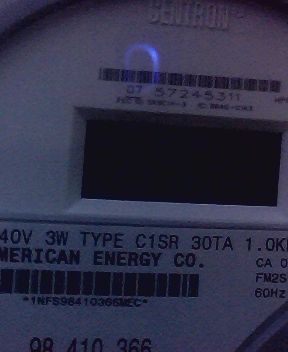 CENTRON
07 57245311
40V 3W TYPE C1SR 30TA 1.0K
MERICAN ENERGY CO.
CA 0
FM2S
60Hz
*1NFS98410366MEC*
98 410 366